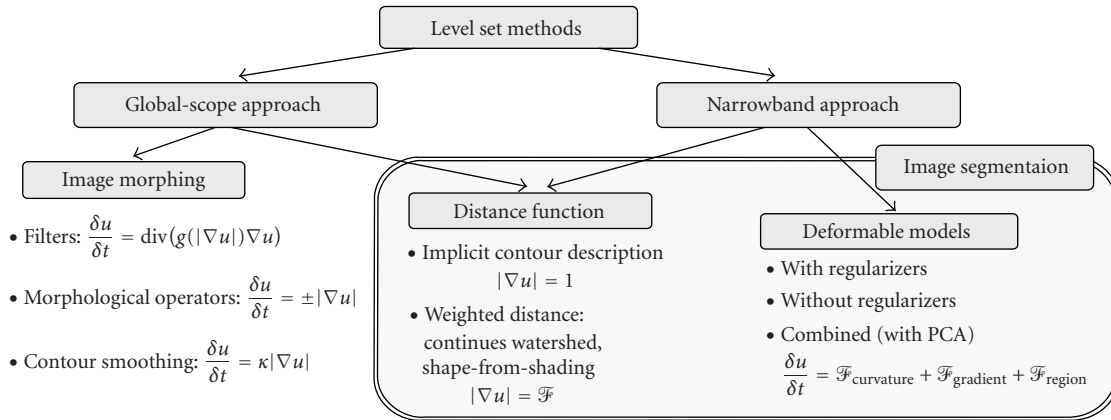 Level set methods
Global-scope approach
Narrowband approach
Image morphing
• Filters: δu/δt = div(g(|∇u|)∇u)
• Morphological operators: δu/δt = ±|∇u|
• Contour smoothing: δu/δt = κ|∇u|
Image segmentaion
Distance function
• Implicit contour description
|∇u| = 1
• Weighted distance:
continues watershed,
shape-from-shading
|∇u| = ℱ
Deformable models
• With regularizers
• Without regularizers
• Combined (with PCA)
δu/δt = ℱcurvature + ℱgradient + ℱregion